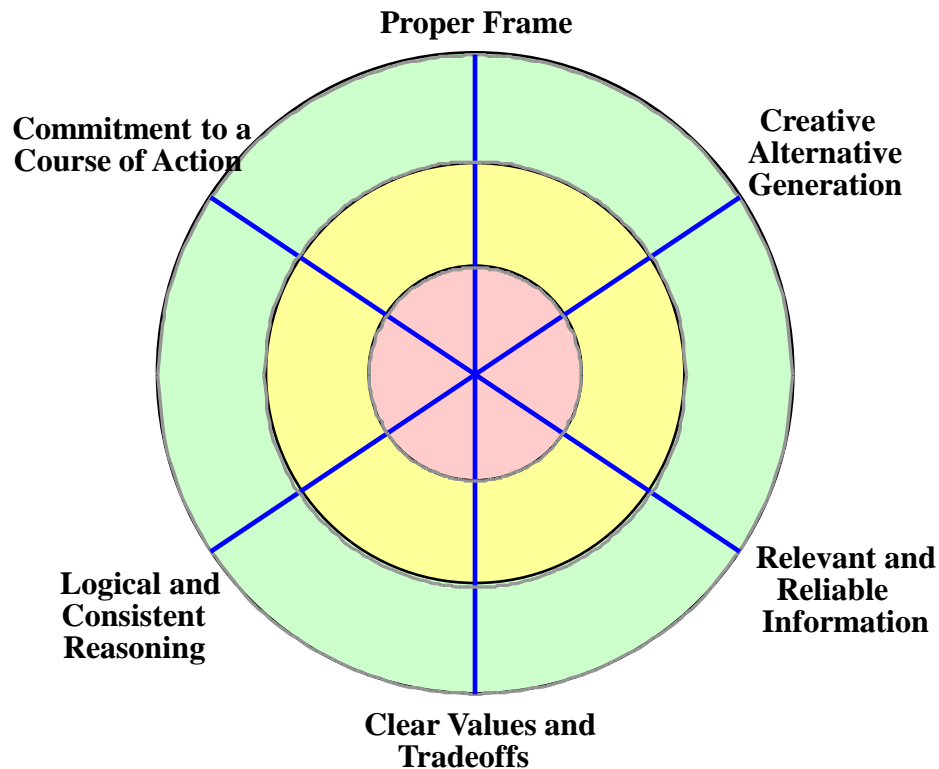 Proper Frame
Commitment to a
Course of Action
Creative
Alternative
Generation
Logical and
Consistent
Reasoning
Relevant and
Reliable
Information
Clear Values and
Tradeoffs